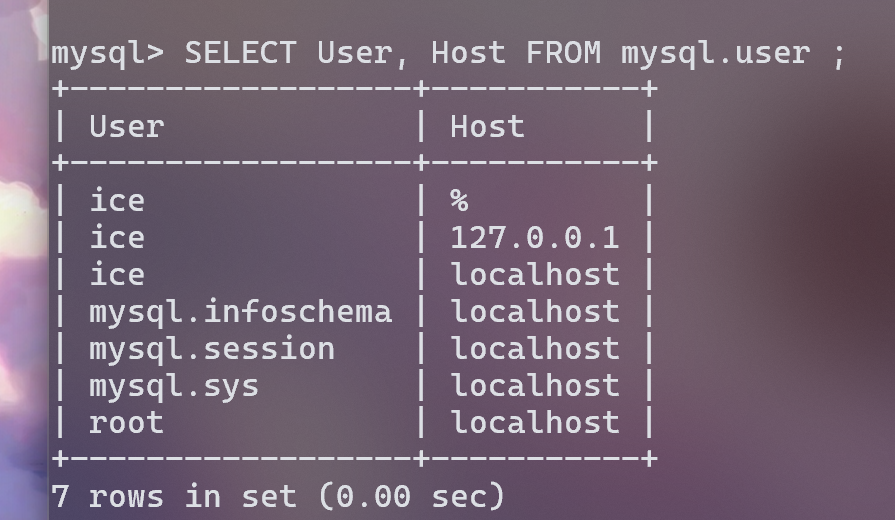 mysql> SELECT User, Host FROM mysql.user ;
+------------------+-----------+
| User             | Host      |
+------------------+-----------+
| ice              | %         |
| ice              | 127.0.0.1 |
| ice              | localhost |
| mysql.infoschema | localhost |
| mysql.session    | localhost |
| mysql.sys        | localhost |
| root             | localhost |
+------------------+-----------+
7 rows in set (0.00 sec)